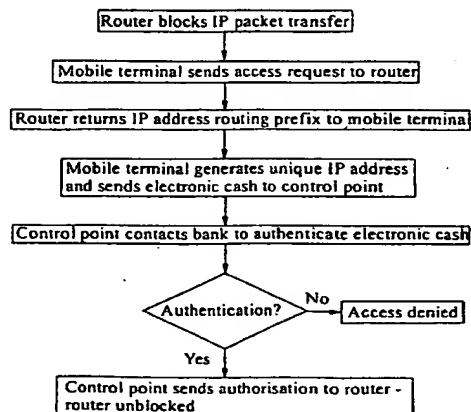 Router blocks IP packet transfer
Mobile terminal sends access request to router
Router returns IP address routing prefix to mobile terminal
Mobile terminal generates unique IP address
and sends electronic cash to control point
Control point contacts bank to authenticate electronic cash
Authentication?
No
Access denied
Yes
Control point sends authorisation to router -
router unblocked